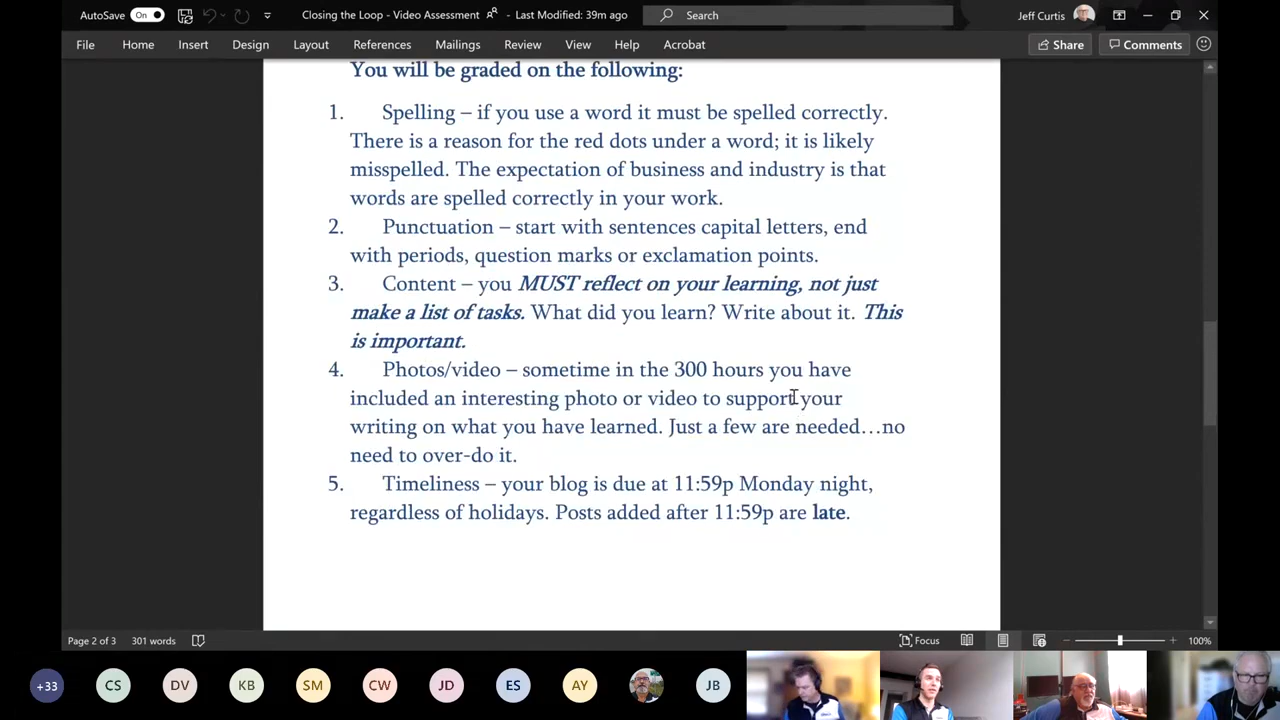 AutoSave On Closing the Loop - Video Assessment - Last Modified: 39m ago Search Jeff Curtis
File Home Insert Design Layout References Mailings Review View Help Acrobat Share Comments
You will be graded on the following:
1. Spelling – if you use a word it must be spelled correctly.
There is a reason for the red dots under a word; it is likely
misspelled. The expectation of business and industry is that
words are spelled correctly in your work.
2. Punctuation – start with sentences capital letters, end
with periods, question marks or exclamation points.
3. Content – you MUST reflect on your learning, not just
make a list of tasks. What did you learn? Write about it. This
is important.
4. Photos/video – sometime in the 300 hours you have
included an interesting photo or video to support your
writing on what you have learned. Just a few are needed…no
need to over-do it.
5. Timeliness – your blog is due at 11:59p Monday night,
regardless of holidays. Posts added after 11:59p are late.
Page 2 of 3 301 words Focus 100%
+33 CS DV KB SM CW JD ES AY JB